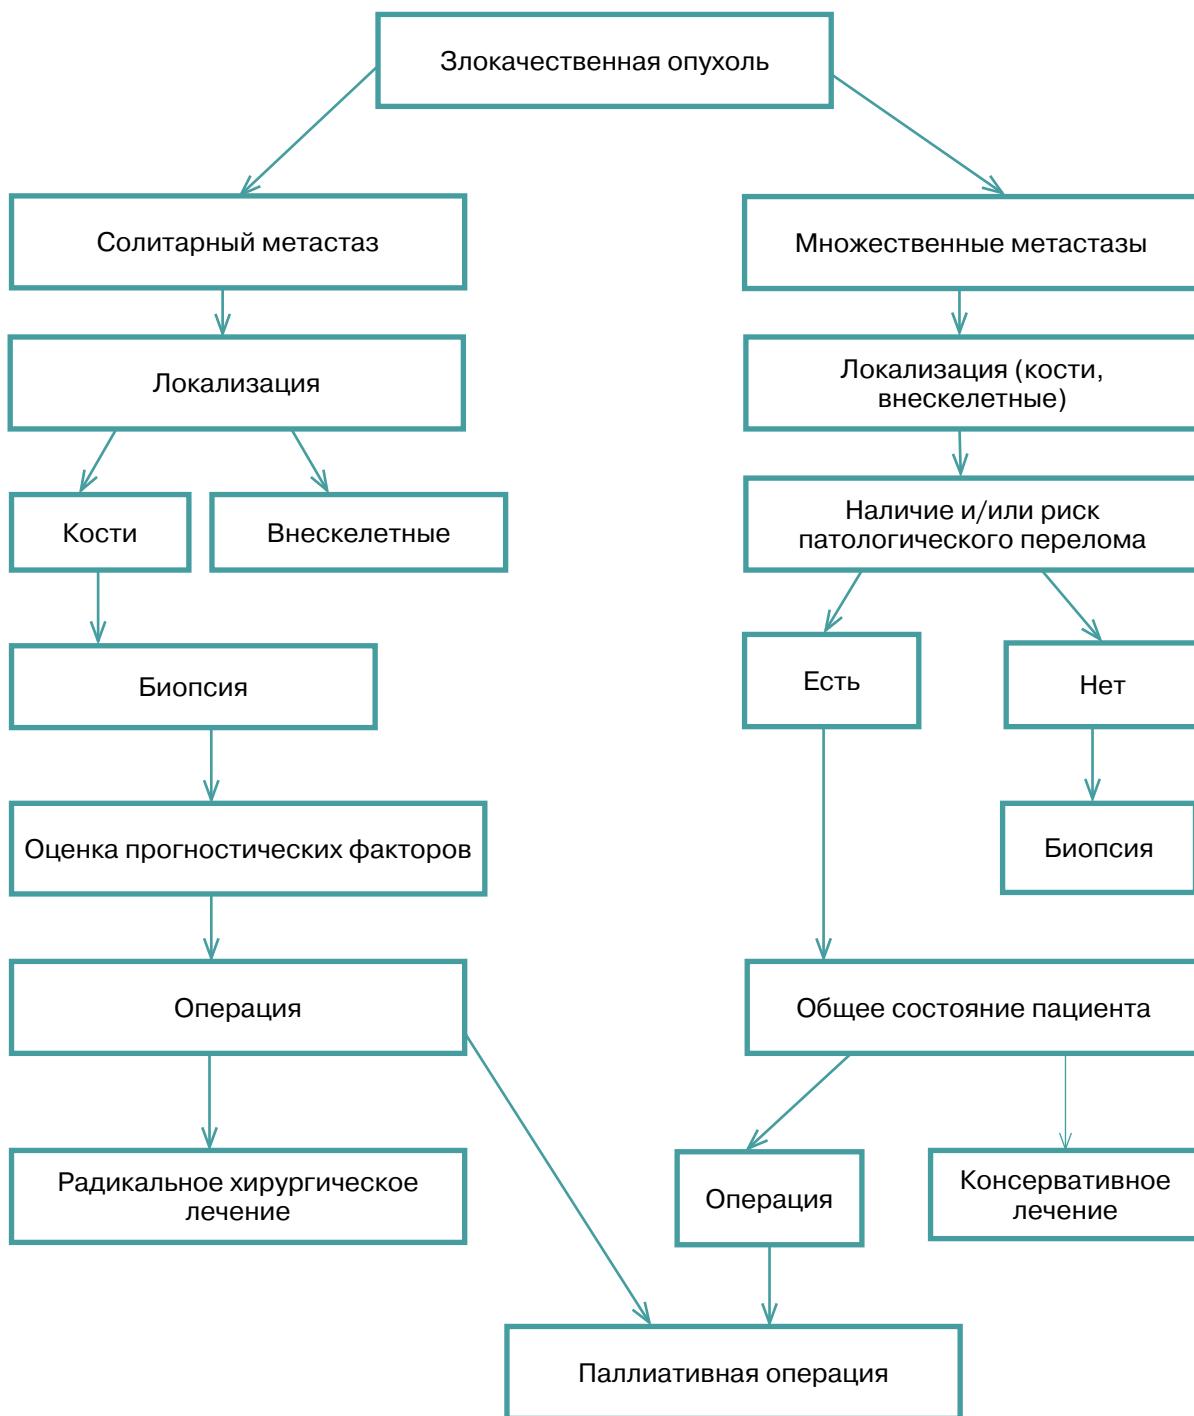 Злокачественная опухоль
Солитарный метастаз
Множественные метастазы
Локализация
Локализация (кости,
внескелетные)
Кости
Внескелетные
Наличие и/или риск
патологического перелома
Биопсия
Есть
Нет
Оценка прогностических факторов
Биопсия
Операция
Общее состояние пациента
Радикальное хирургическое
лечение
Операция
Консервативное
лечение
Паллиативная операция